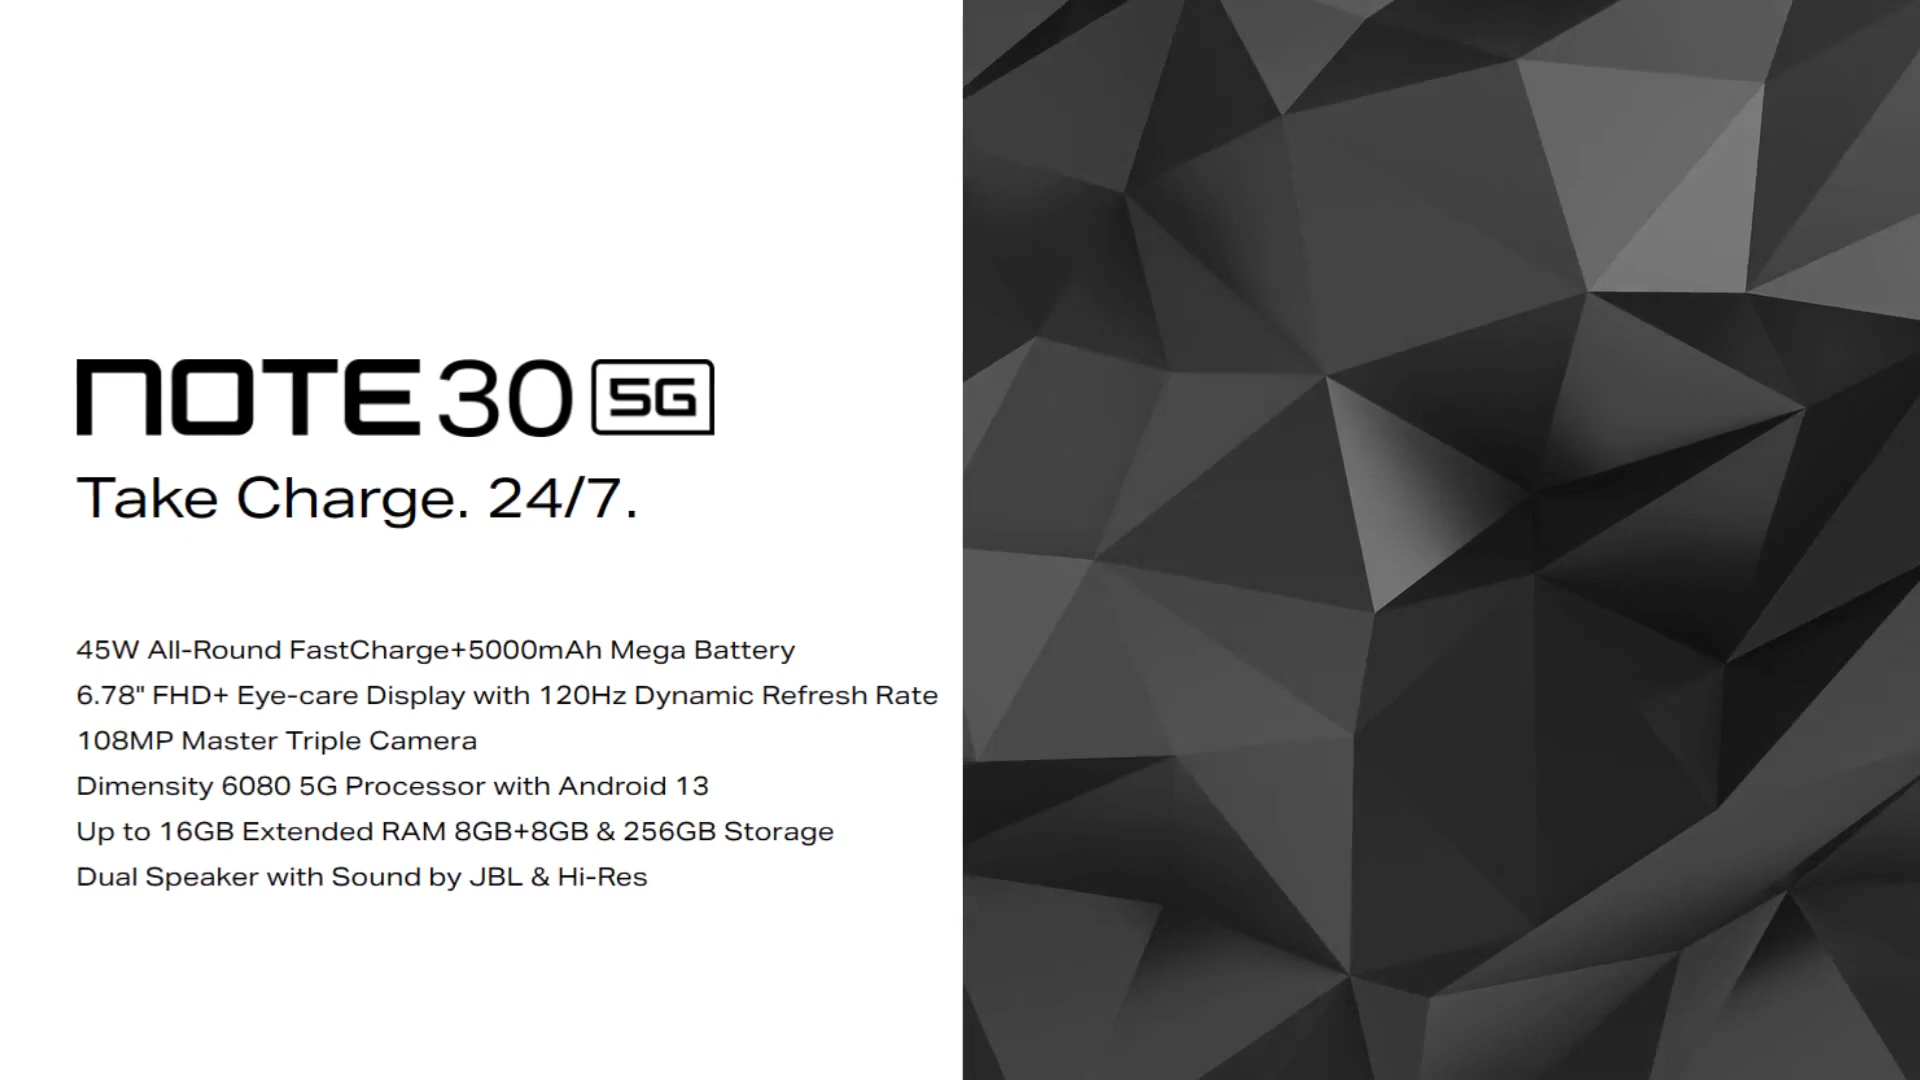 NOTE 30 5G
Take Charge. 24/7.
45W All-Round FastCharge+5000mAh Mega Battery
6.78" FHD+ Eye-care Display with 120Hz Dynamic Refresh Rate
108MP Master Triple Camera
Dimensity 6080 5G Processor with Android 13
Up to 16GB Extended RAM 8GB+8GB & 256GB Storage
Dual Speaker with Sound by JBL & Hi-Res